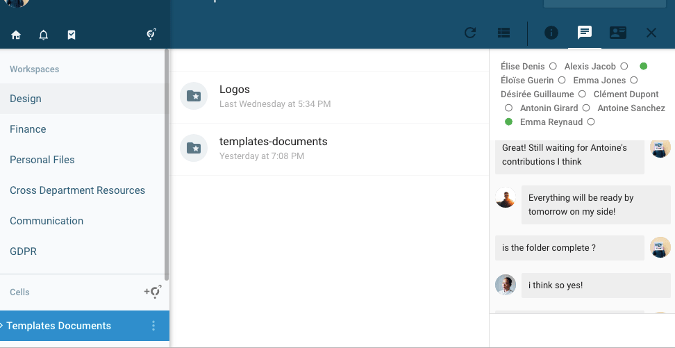 Workspaces
Design
Finance
Personal Files
Cross Department Resources
Communication
GDPR
Cells
Templates Documents
Logos
Last Wednesday at 5:34 PM
templates-documents
Yesterday at 7:08 PM
Élise Denis Alexis Jacob
Éloïse Guerin Emma Jones
Désirée Guillaume Clément Dupont
Antonin Girard Antoine Sanchez
Emma Reynaud
Great! Still waiting for Antoine's
contributions I think
Everything will be ready by
tomorrow on my side!
is the folder complete ?
i think so yes!